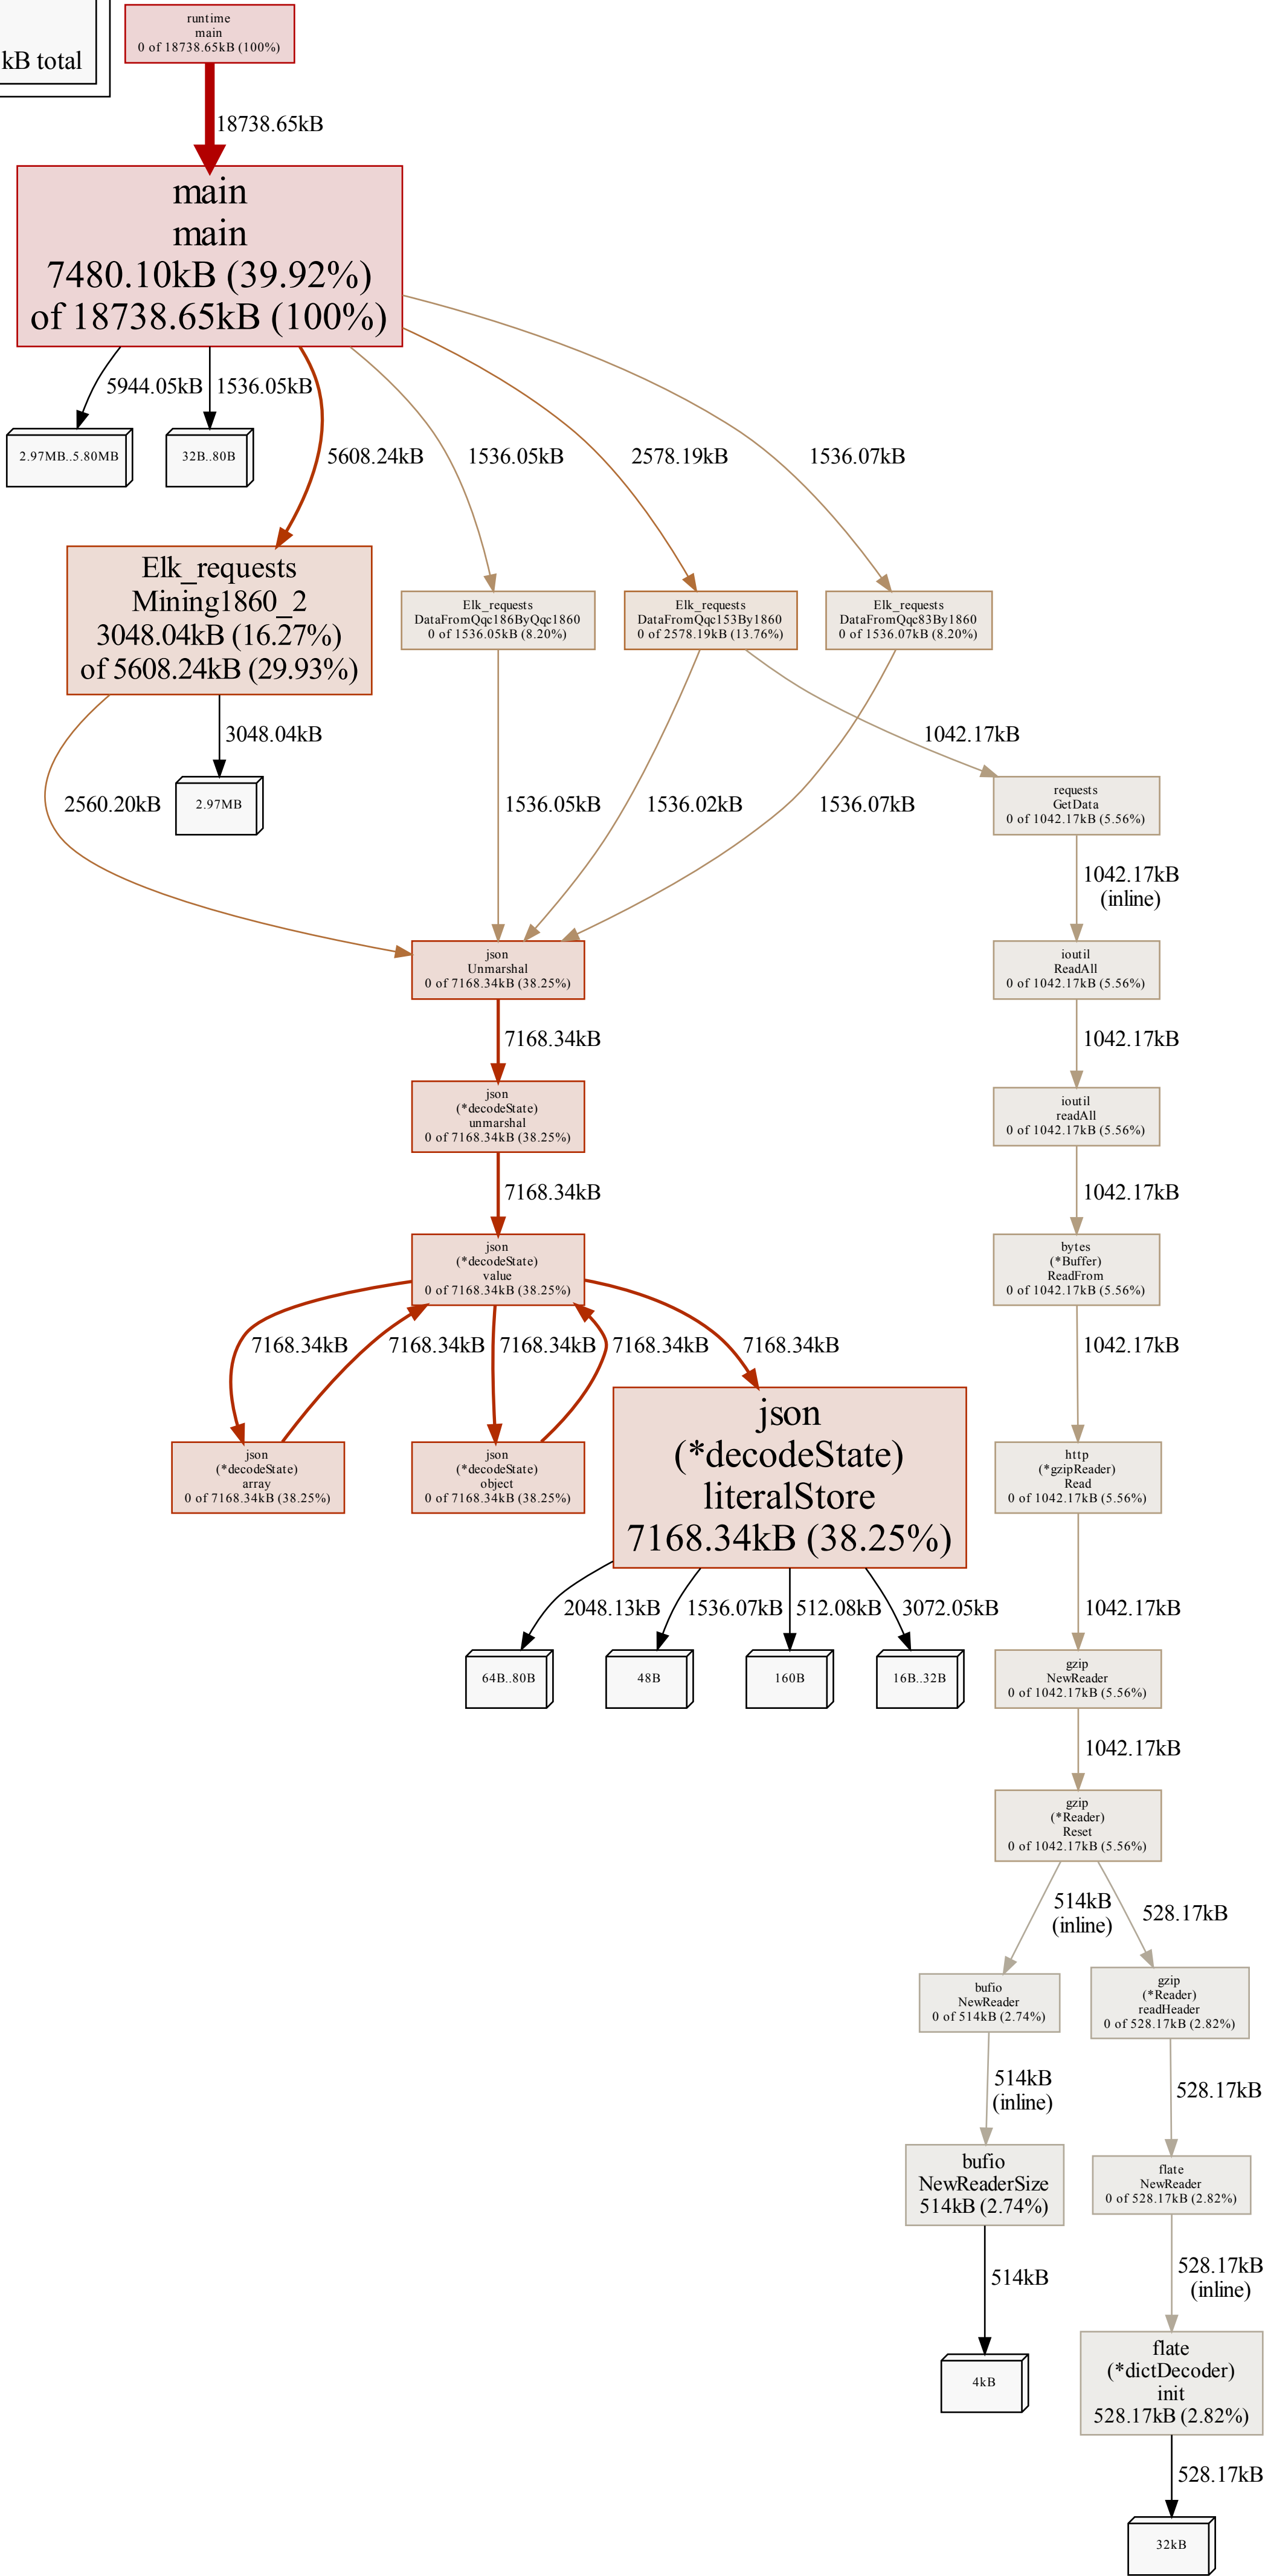 kB total
runtime
main
0 of 18738.65kB (100%)
18738.65kB
main
main
7480.10kB (39.92%)
of 18738.65kB (100%)
5944.05kB
1536.05kB
2.97MB..5.80MB
32B..80B
5608.24kB
1536.05kB
2578.19kB
1536.07kB
Elk_requests
Mining1860_2
3048.04kB (16.27%)
of 5608.24kB (29.93%)
Elk_requests
DataFromQqc186ByQqc1860
0 of 1536.05kB (8.20%)
Elk_requests
DataFromQqc153By1860
0 of 2578.19kB (13.76%)
Elk_requests
DataFromQqc83By1860
0 of 1536.07kB (8.20%)
3048.04kB
1042.17kB
2560.20kB
2.97MB
1536.05kB
1536.02kB
1536.07kB
requests
GetData
0 of 1042.17kB (5.56%)
1042.17kB
(inline)
json
Unmarshal
0 of 7168.34kB (38.25%)
ioutil
ReadAll
0 of 1042.17kB (5.56%)
7168.34kB
1042.17kB
json
(*decodeState)
unmarshal
0 of 7168.34kB (38.25%)
ioutil
readAll
0 of 1042.17kB (5.56%)
7168.34kB
1042.17kB
json
(*decodeState)
value
0 of 7168.34kB (38.25%)
bytes
(*Buffer)
ReadFrom
0 of 1042.17kB (5.56%)
7168.34kB
7168.34kB
7168.34kB
7168.34kB
7168.34kB
1042.17kB
json
(*decodeState)
array
0 of 7168.34kB (38.25%)
json
(*decodeState)
object
0 of 7168.34kB (38.25%)
json
(*decodeState)
literalStore
7168.34kB (38.25%)
http
(*gzipReader)
Read
0 of 1042.17kB (5.56%)
2048.13kB
1536.07kB
512.08kB
3072.05kB
1042.17kB
64B..80B
48B
160B
16B..32B
gzip
NewReader
0 of 1042.17kB (5.56%)
1042.17kB
gzip
(*Reader)
Reset
0 of 1042.17kB (5.56%)
514kB
(inline)
528.17kB
bufio
NewReader
0 of 514kB (2.74%)
gzip
(*Reader)
readHeader
0 of 528.17kB (2.82%)
514kB
(inline)
528.17kB
bufio
NewReaderSize
514kB (2.74%)
flate
NewReader
0 of 528.17kB (2.82%)
514kB
528.17kB
(inline)
4kB
flate
(*dictDecoder)
init
528.17kB (2.82%)
528.17kB
32kB